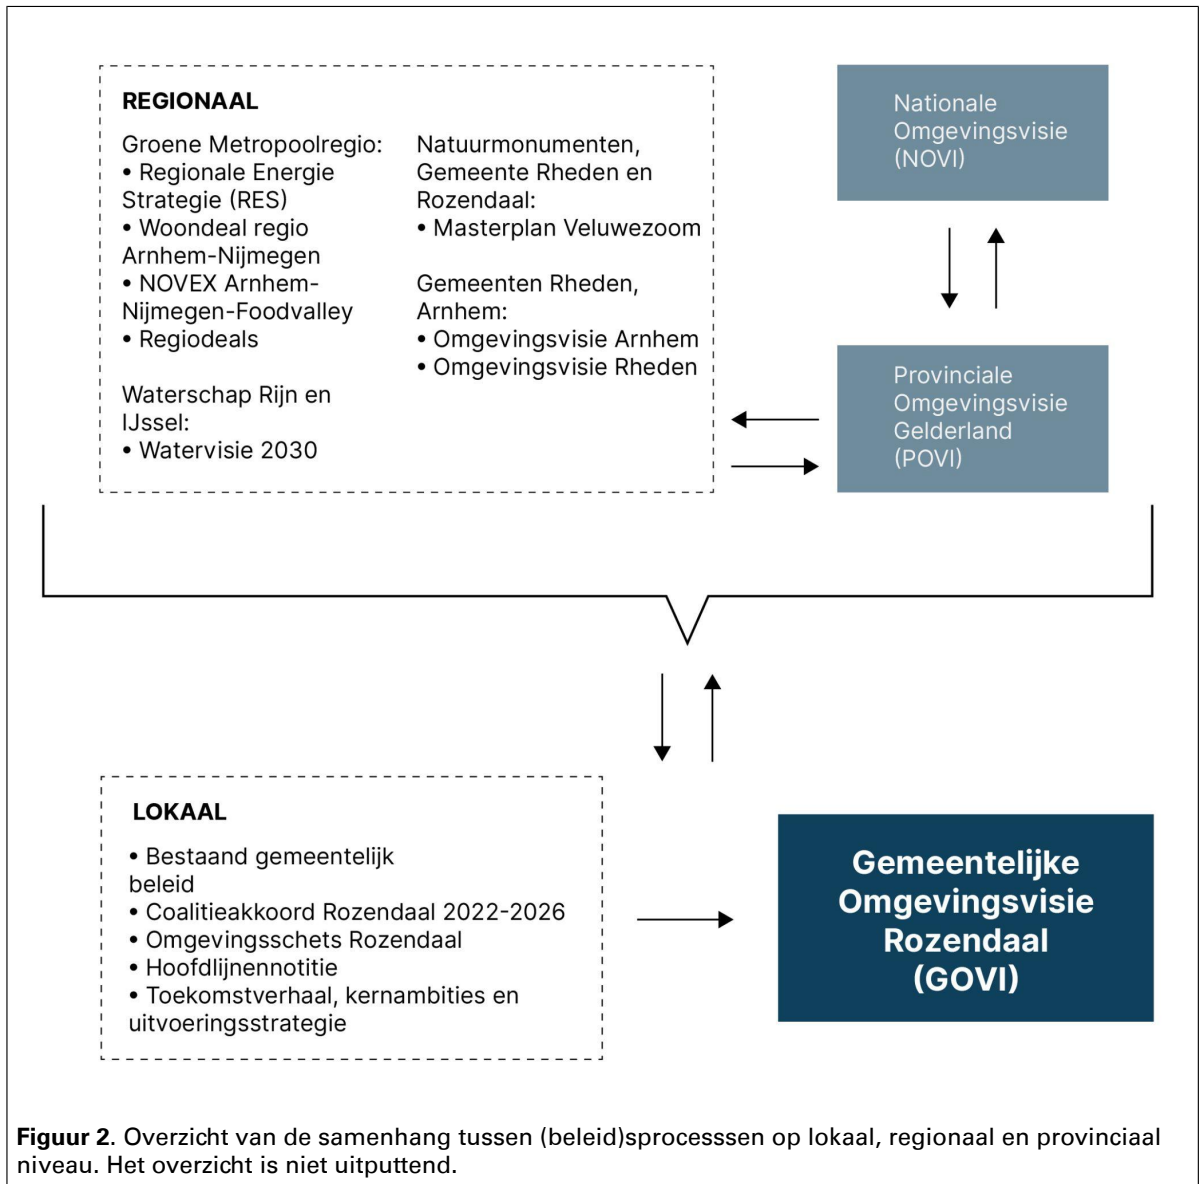 REGIONAAL
Groene Metropoolregio:
• Regionale Energie
Strategie (RES)
• Woondeal regio
Arnhem-Nijmegen
• NOVEX Arnhem-
Nijmegen-Foodvalley
• Regiodeals
Waterschap Rijn en
IJssel:
• Watervisie 2030
Natuurmonumenten,
Gemeente Rheden en
Rozendaal:
• Masterplan Veluwezoom
Gemeenten Rheden,
Arnhem:
• Omgevingsvisie Arnhem
• Omgevingsvisie Rheden
Nationale
Omgevingsvisie
(NOVI)
Provinciale
Omgevingsvisie
Gelderland
(POVI)
LOKAAL
• Bestaand gemeentelijk
beleid
• Coalitieakkoord Rozendaal 2022-2026
• Omgevingsschets Rozendaal
• Hoofdlijnennotitie
• Toekomstverhaal, kernambities en
uitvoeringsstrategie
Gemeentelijke
Omgevingsvisie
Rozendaal
(GOVI)
Figuur 2. Overzicht van de samenhang tussen (beleid)sprocesssen op lokaal, regionaal en provinciaal
niveau. Het overzicht is niet uitputtend.